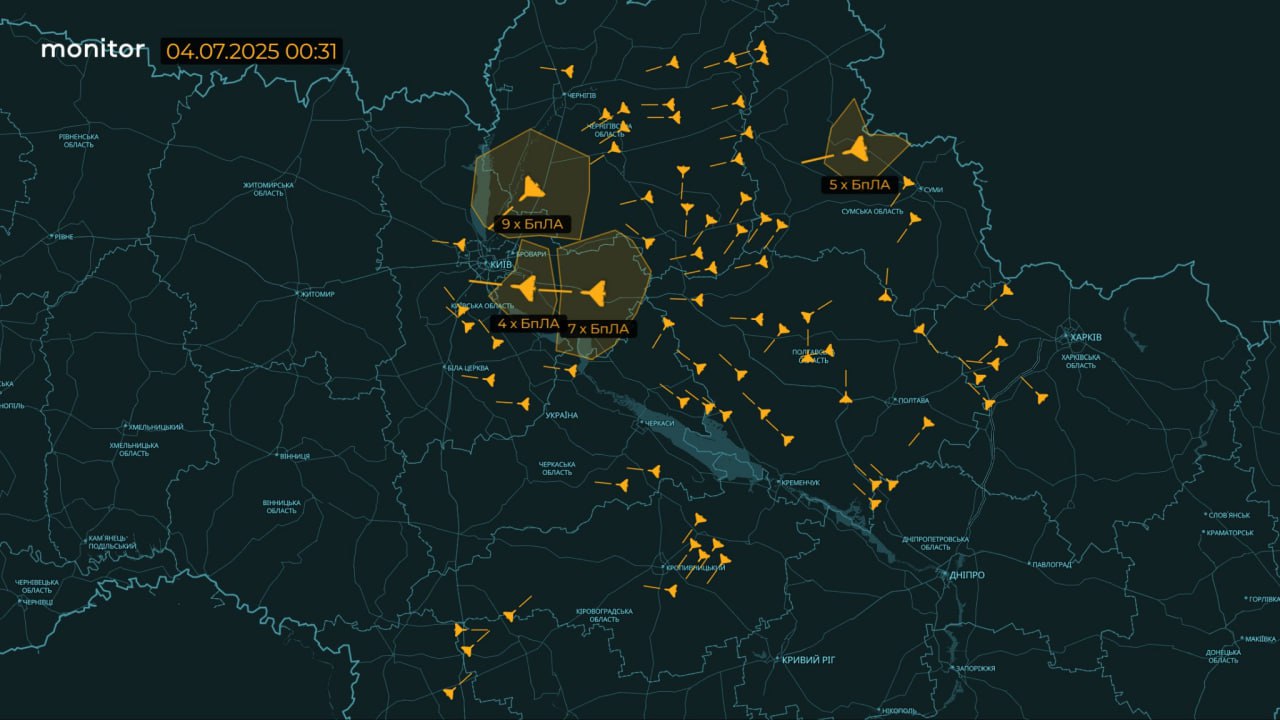 monitor
04.07.2025 00:31
ЧЕРНІГІВ
РІВНЕНСЬКА
ОБЛАСТЬ
ЧЕРНІГІВСЬКА
ОБЛАСТЬ
ЖИТОМИРСЬКА
ОБЛАСТЬ
5 х БпЛА
СУМИ
СУМСЬКА ОБЛАСТЬ
9 х БпЛА
РІВНЕ
БРОВАРИ
КИЇВ
ЖИТОМИР
КИЇВСЬКА ОБЛАСТЬ
4 х БпЛА
7 х БпЛА
ХАРКІВ
ХАРКІВСЬКА
ОБЛАСТЬ
ПОЛТАВСЬКА
ОБЛАСТЬ
БІЛА ЦЕРКВА
ПОЛТАВА
УКРАЇНА
ЧЕРКАСИ
ХМЕЛЬНИЦЬКИЙ
ХМЕЛЬНИЦЬКА
ОБЛАСТЬ
ВІННИЦЯ
ЧЕРКАСЬКА
ОБЛАСТЬ
КРЕМЕНЧУК
ВІННИЦЬКА
ОБЛАСТЬ
СЛОВ'ЯНСЬК
КРАМАТОРСЬК
КАМ'ЯНЕЦЬ-
ПОДІЛЬСЬКИЙ
ДНІПРОПЕТРОВСЬКА
ОБЛАСТЬ
ПАВЛОГРАД
КРОПИВНИЦЬКИЙ
ДНІПРО
ЧЕРНІВЕЦЬКА
ОБЛАСТЬ
ЧЕРНІВЦІ
ГОРЛІВКА
КІРОВОГРАДСЬКА
ОБЛАСТЬ
МАКІЇВКА
ДОНЕЦЬКА
ОБЛАСТЬ
КРИВИЙ РІГ
ЗАПОРІЖЖЯ
НІКОПОЛЬ